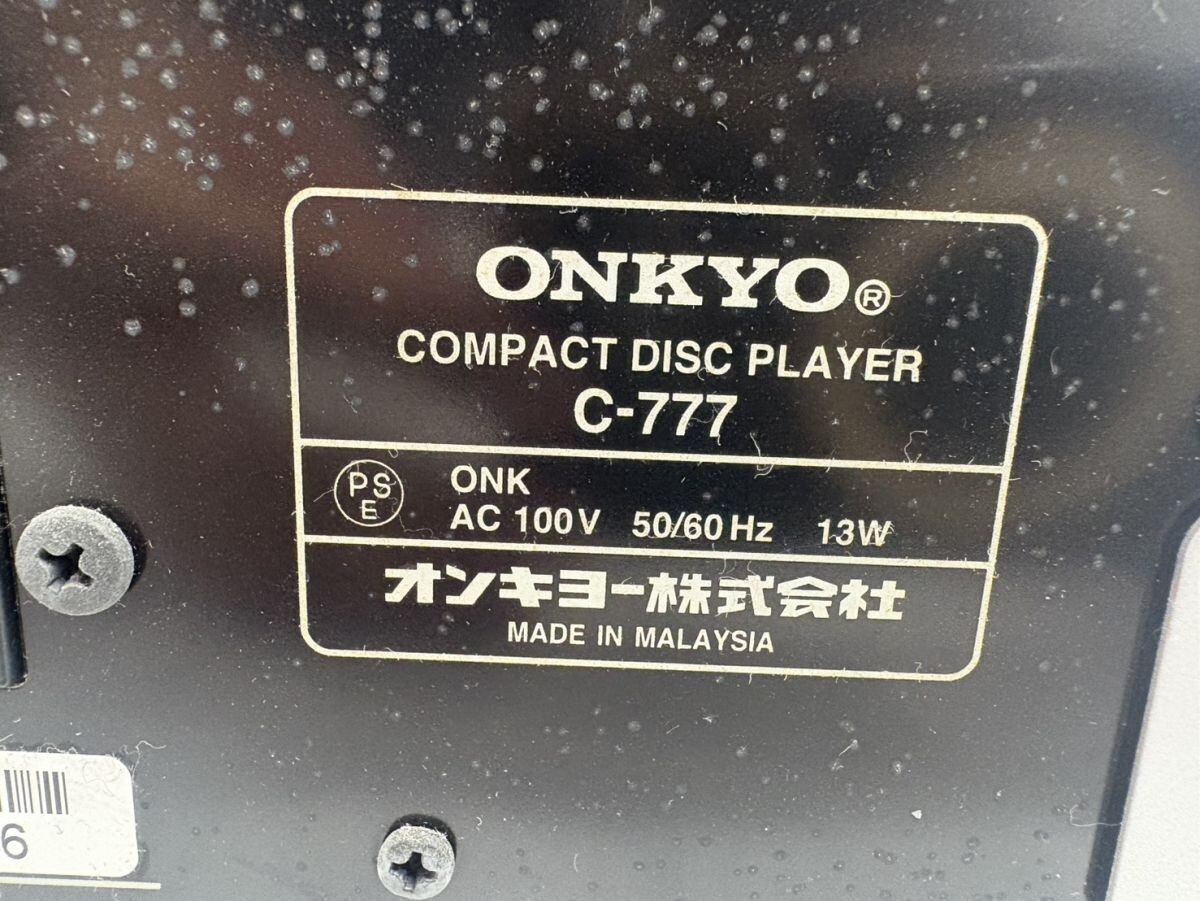 ONKYO®
COMPACT DISC PLAYER
C-777
PS
E
ONK
AC 100V 50/60 Hz 13W
オンキヨー株式会社
MADE IN MALAYSIA
6